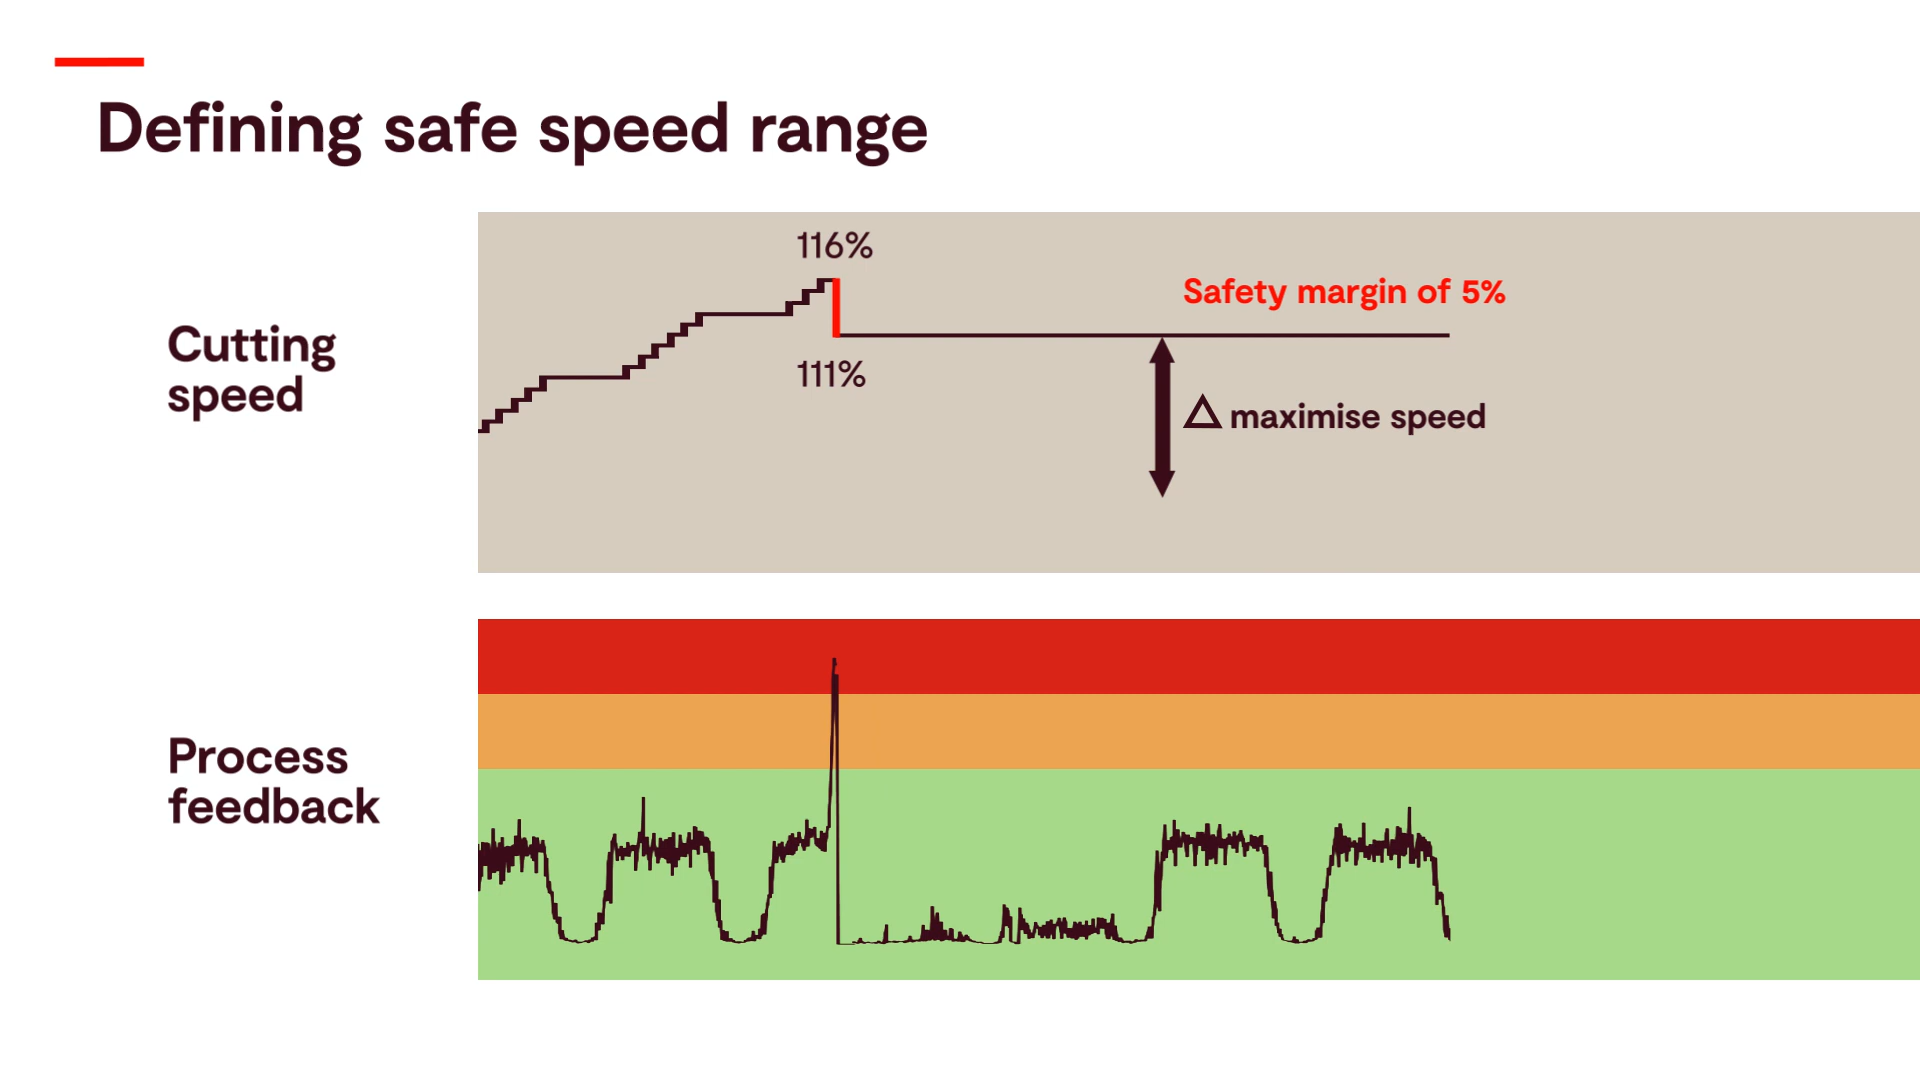 Defining safe speed range
116%
Safety margin of 5%
Cutting
speed
111%
△ maximise speed
Process
feedback